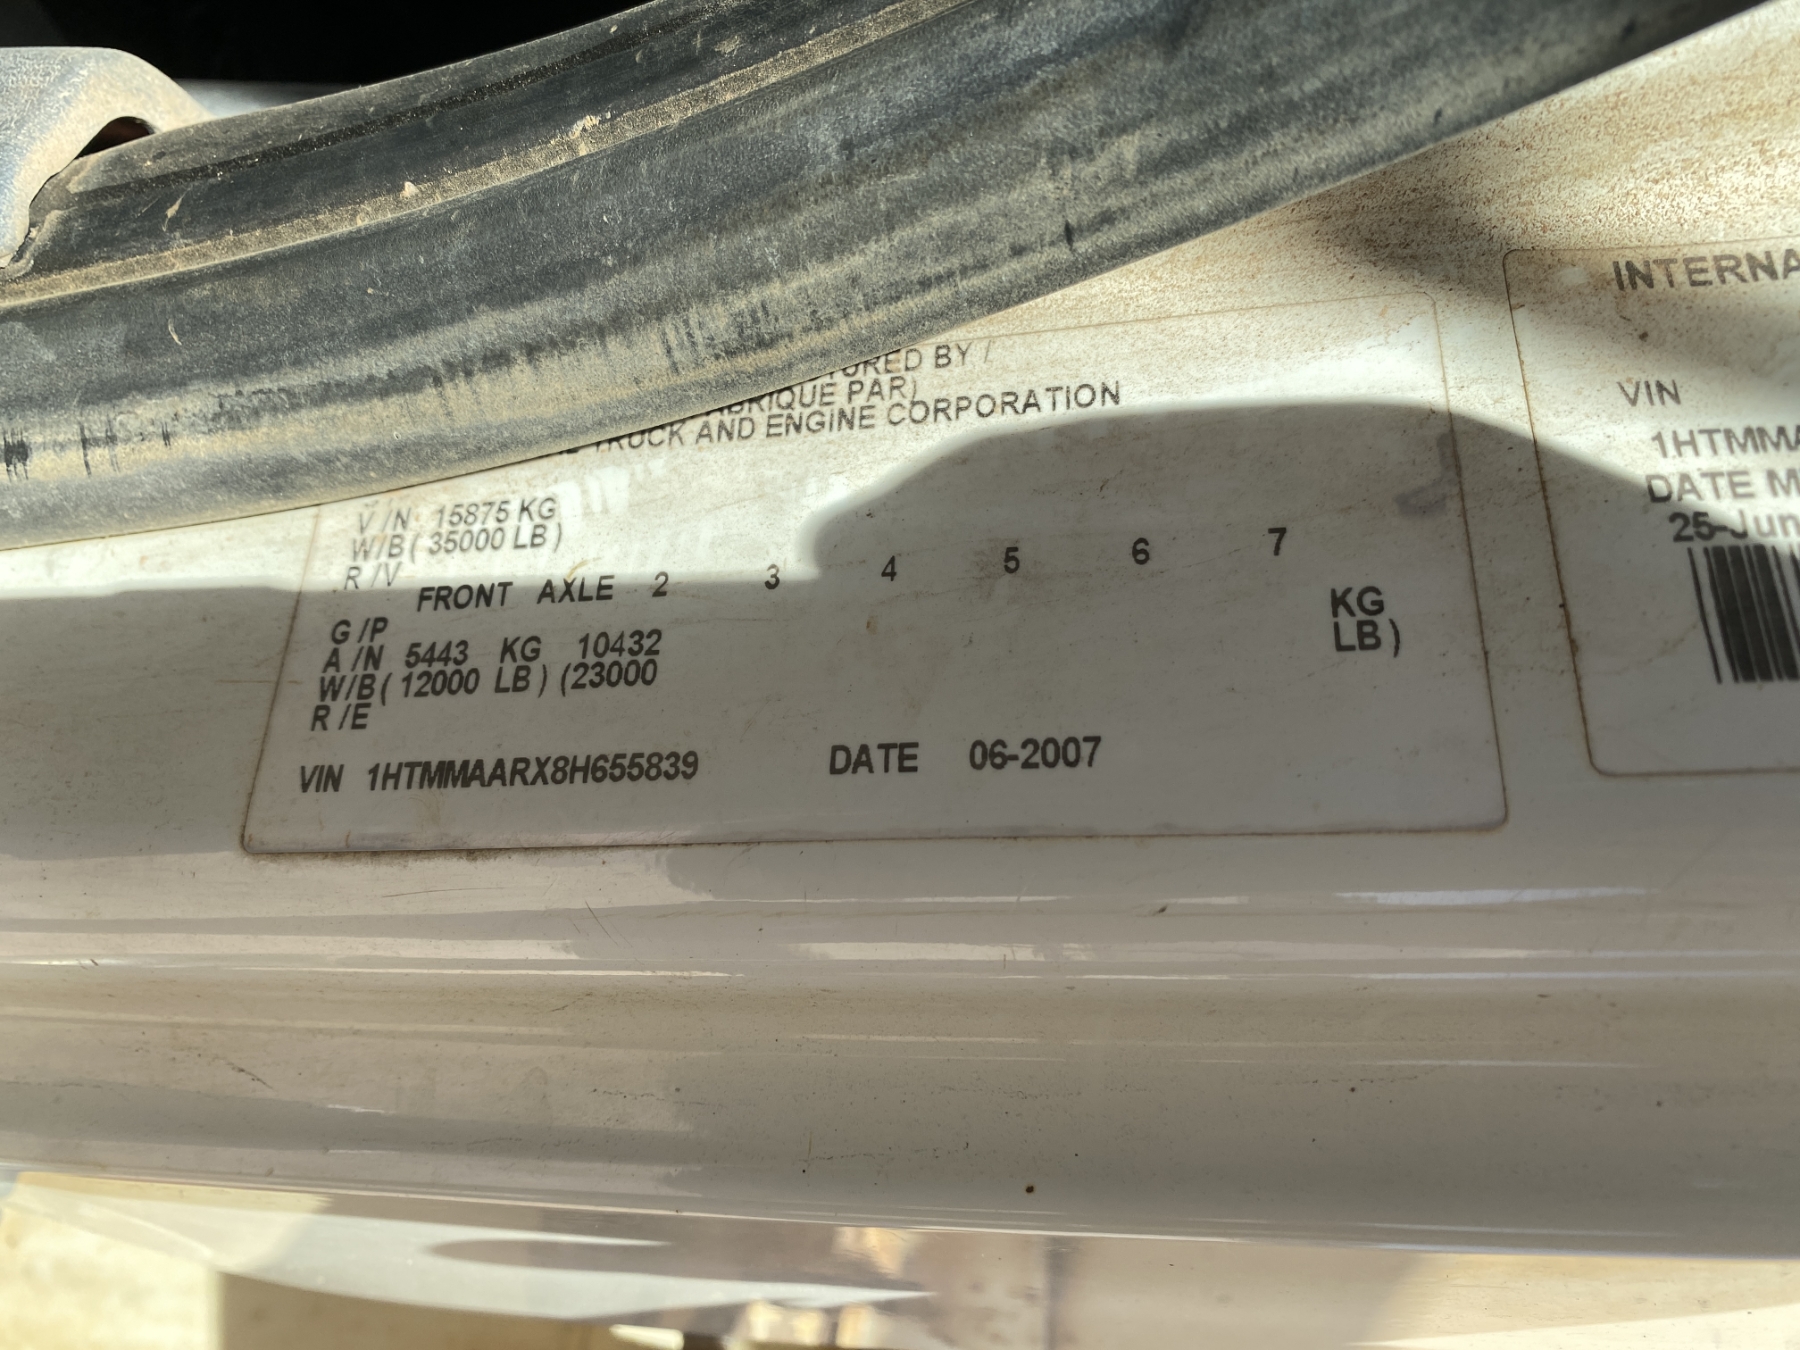 URED BY /
BRIQUE PAR)
TRUCK AND ENGINE CORPORATION
V/N 15875 KG
W/B ( 35000 LB )
R /V
FRONT AXLE 2 3 4 5 6 7
G /P
A /N 5443 KG 10432 KG
W/B ( 12000 LB ) (23000 LB )
R /E
VIN 1HTMMAARX8H655839 DATE 06-2007
INTERNA
VIN
1HTMMA
DATE M
25-Jun